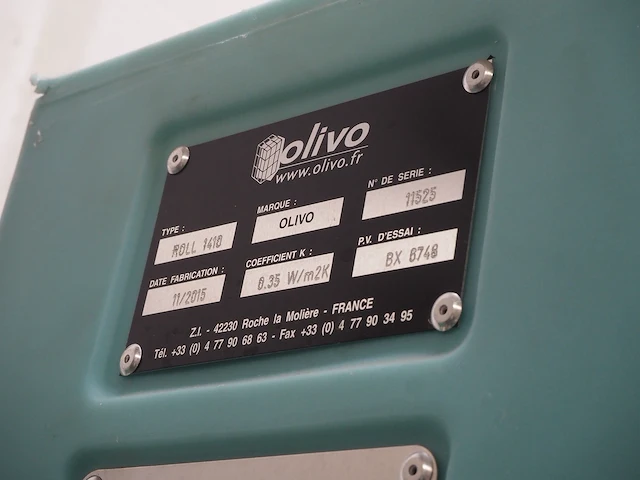 olivo
www.olivo.fr
TYPE :
ROLL 1410
MARQUE :
OLIVO
N° DE SERIE :
11525
DATE FABRICATION :
11/2015
COEFFICIENT K :
0.35 W/m2K
P.V. D'ESSAI :
BX 6748
Z.I. - 42230 Roche la Molière - FRANCE
Tél. +33 (0) 4 77 90 68 63 - Fax +33 (0) 4 77 90 34 95